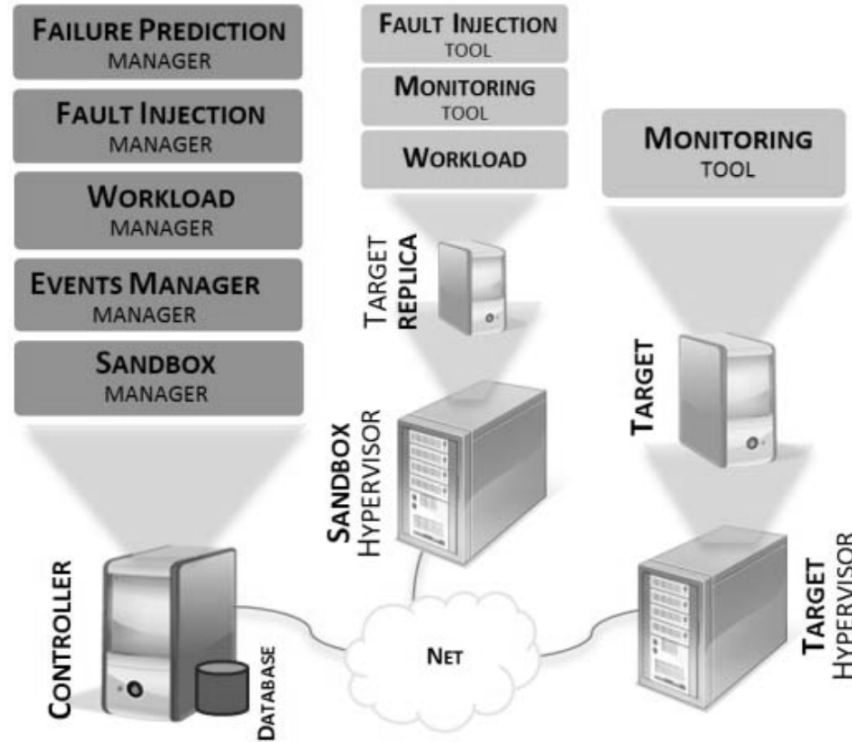 FAILURE PREDICTION
MANAGER
FAULT INJECTION
MANAGER
WORKLOAD
MANAGER
EVENTS MANAGER
MANAGER
SANDBOX
MANAGER
CONTROLLER
DATABASE
FAULT INJECTION
TOOL
MONITORING
TOOL
WORKLOAD
TARGET
REPLICA
SANDBOX
HYPERVISOR
NET
MONITORING
TOOL
TARGET
TARGET
HYPERVISOR